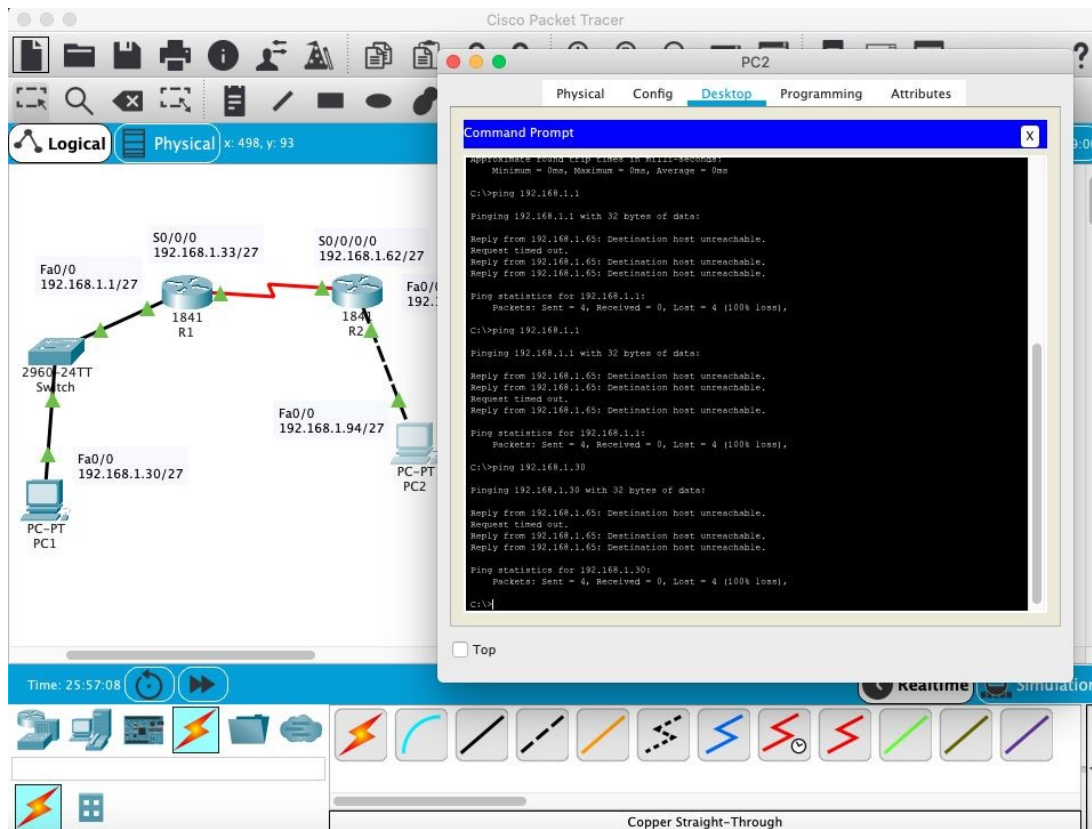 Cisco Packet Tracer
?
Logical
Physical
x: 498, y: 93
S0/0/0
192.168.1.33/27
S0/0/0/0
192.168.1.62/27
Fa0/0
192.168.1.1/27
1841
R1
1841
R2
2960-24TT
Switch
Fa0/0
192.168.1.94/27
Fa0/0
192.168.1.30/27
PC-PT
PC2
PC-PT
PC1
PC2
Physical Config Desktop Programming Attributes
Command Prompt
X
Approximate round trip times in milli-seconds:
Minimum = 0ms, Maximum = 0ms, Average = 0ms
C:\>ping 192.168.1.1
Pinging 192.168.1.1 with 32 bytes of data:
Reply from 192.168.1.65: Destination host unreachable.
Request timed out.
Reply from 192.168.1.65: Destination host unreachable.
Reply from 192.168.1.65: Destination host unreachable.
Ping statistics for 192.168.1.1:
Packets: Sent = 4, Received = 0, Lost = 4 (100% loss),
C:\>ping 192.168.1.1
Pinging 192.168.1.1 with 32 bytes of data:
Reply from 192.168.1.65: Destination host unreachable.
Reply from 192.168.1.65: Destination host unreachable.
Request timed out.
Reply from 192.168.1.65: Destination host unreachable.
Ping statistics for 192.168.1.1:
Packets: Sent = 4, Received = 0, Lost = 4 (100% loss),
C:\>ping 192.168.1.30
Pinging 192.168.1.30 with 32 bytes of data:
Reply from 192.168.1.65: Destination host unreachable.
Request timed out.
Reply from 192.168.1.65: Destination host unreachable.
Reply from 192.168.1.65: Destination host unreachable.
Ping statistics for 192.168.1.30:
Packets: Sent = 4, Received = 0, Lost = 4 (100% loss),
C:\>
Top
Time: 25:57:08
Realtime
Simulation
Copper Straight-Through